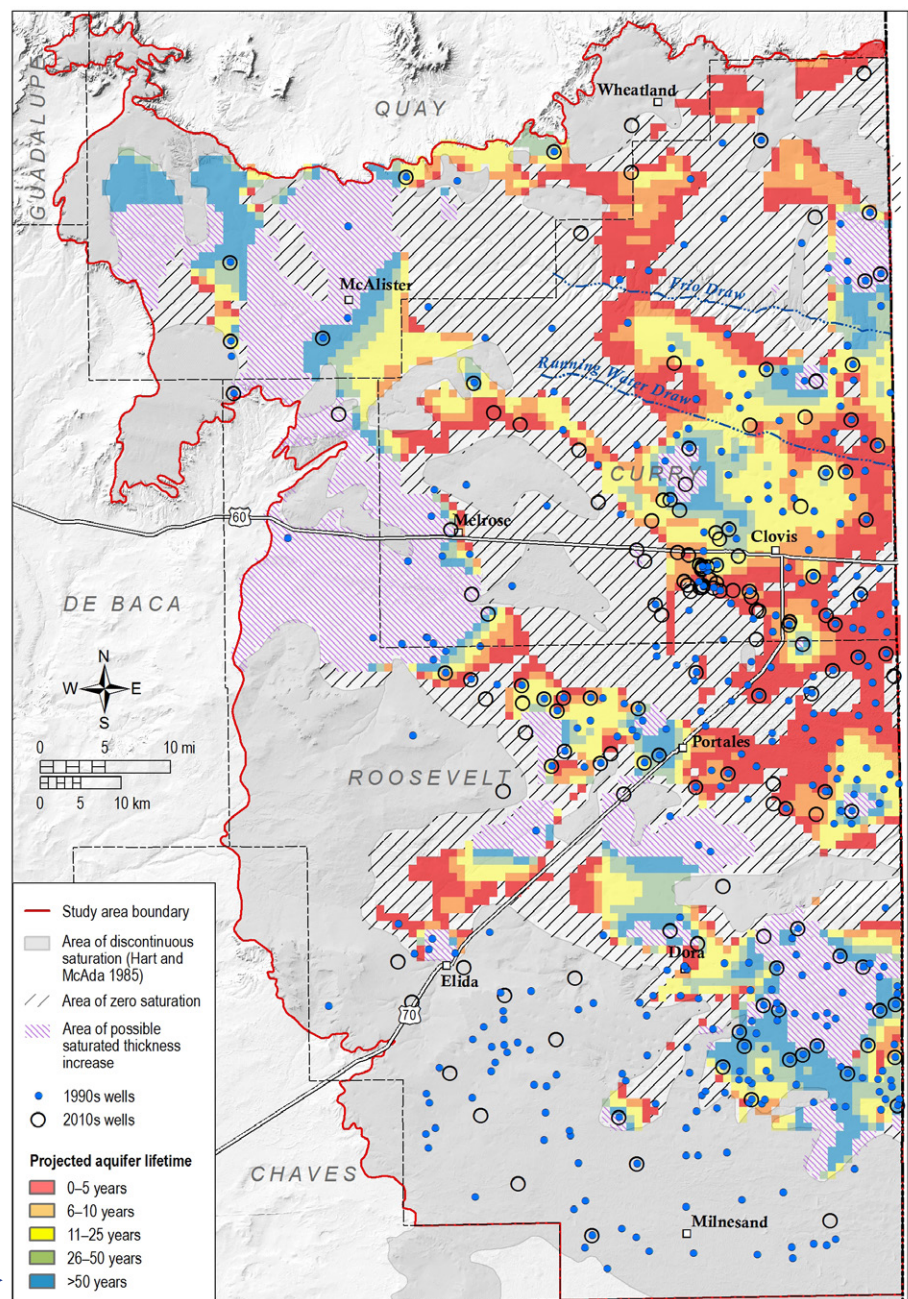 GUADALUPE
QUAY
Wheatland
McAlister
Frio Draw
Running Water Draw
CURRY
60
Melrose
Clovis
DE BACA
N
W E
S
0 5 10 mi
0 5 10 km
Portales
ROOSEVELT
Dora
Elida
70
CHAVES
Milnesand
Study area boundary
Area of discontinuous
saturation (Hart and
McAda 1985)
Area of zero saturation
Area of possible
saturated thickness
increase
1990s wells
2010s wells
Projected aquifer lifetime
0–5 years
6–10 years
11–25 years
26–50 years
>50 years